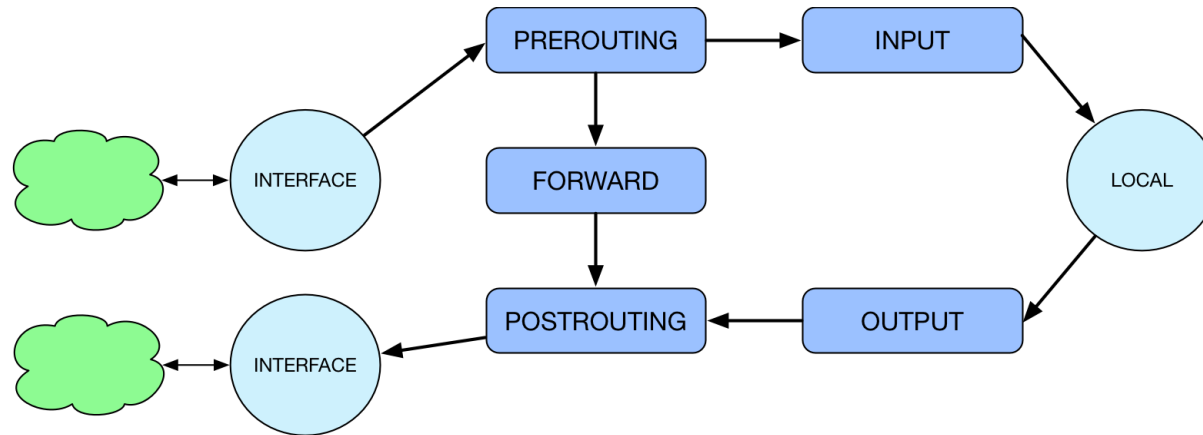 PREROUTING
INPUT
INTERFACE
FORWARD
LOCAL
INTERFACE
POSTROUTING
OUTPUT